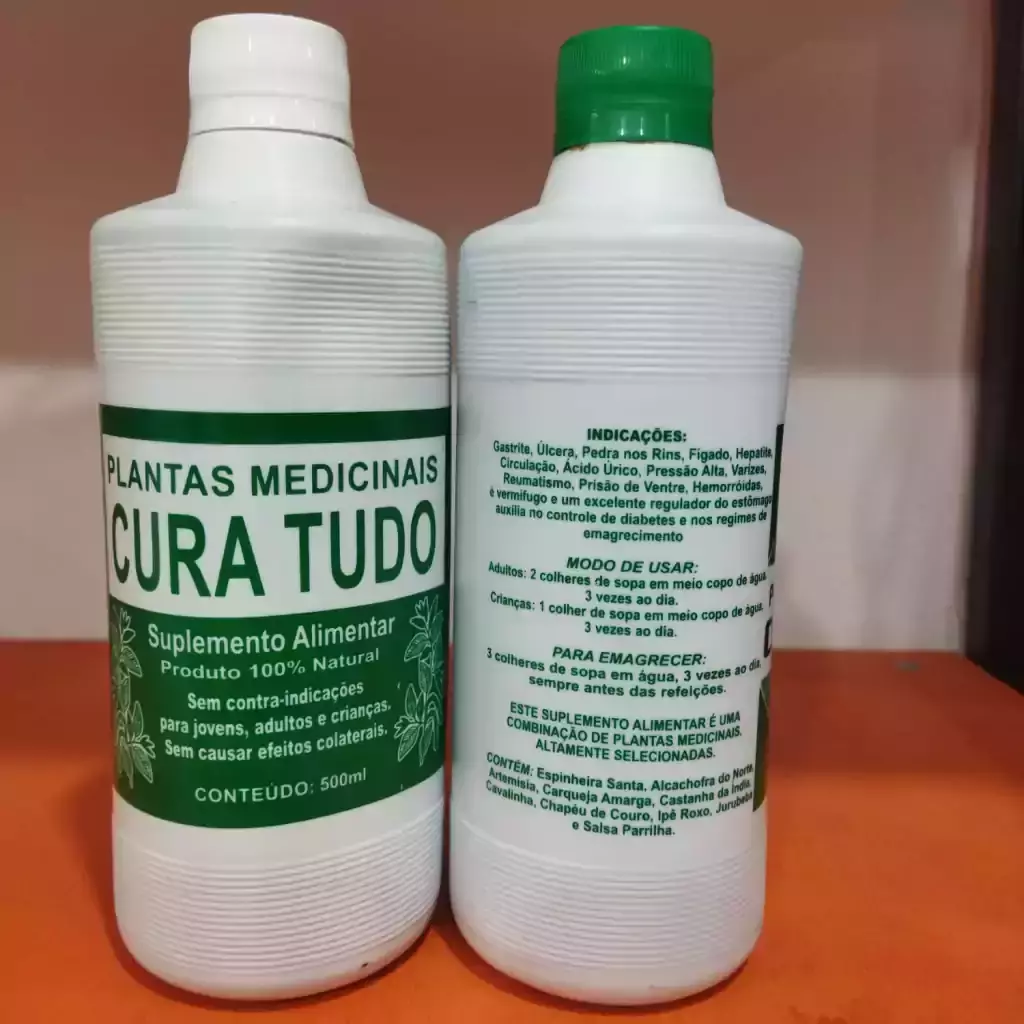 PLANTAS MEDICINAIS
CURA TUDO
Suplemento Alimentar
Produto 100% Natural
Sem contra-indicações
para jovens, adultos e crianças.
Sem causar efeitos colaterais.
CONTEÚDO: 500ml
INDICAÇÕES:
Gastrite, Úlcera, Pedra nos Rins, Fígado, Hepatite,
Circulação, Ácido Úrico, Pressão Alta, Varizes,
Reumatismo, Prisão de Ventre, Hemorróidas,
é vermífugo e um excelente regulador do estômago
auxilia no controle de diabetes e nos regimes de
emagrecimento
MODO DE USAR:
Adultos: 2 colheres de sopa em meio copo de água,
3 vezes ao dia.
Crianças: 1 colher de sopa em meio copo de água,
3 vezes ao dia.
PARA EMAGRECER:
3 colheres de sopa em água, 3 vezes ao dia,
sempre antes das refeições.
ESTE SUPLEMENTO ALIMENTAR É UMA
COMBINAÇÃO DE PLANTAS MEDICINAIS.
ALTAMENTE SELECIONADAS.
CONTÉM: Espinheira Santa, Alcachofra do Norte,
Artemísia, Carqueja Amarga, Castanha da Índia,
Cavalinha, Chapéu de Couro, Ipê Roxo, Jurubeba
e Salsa Parrilha.